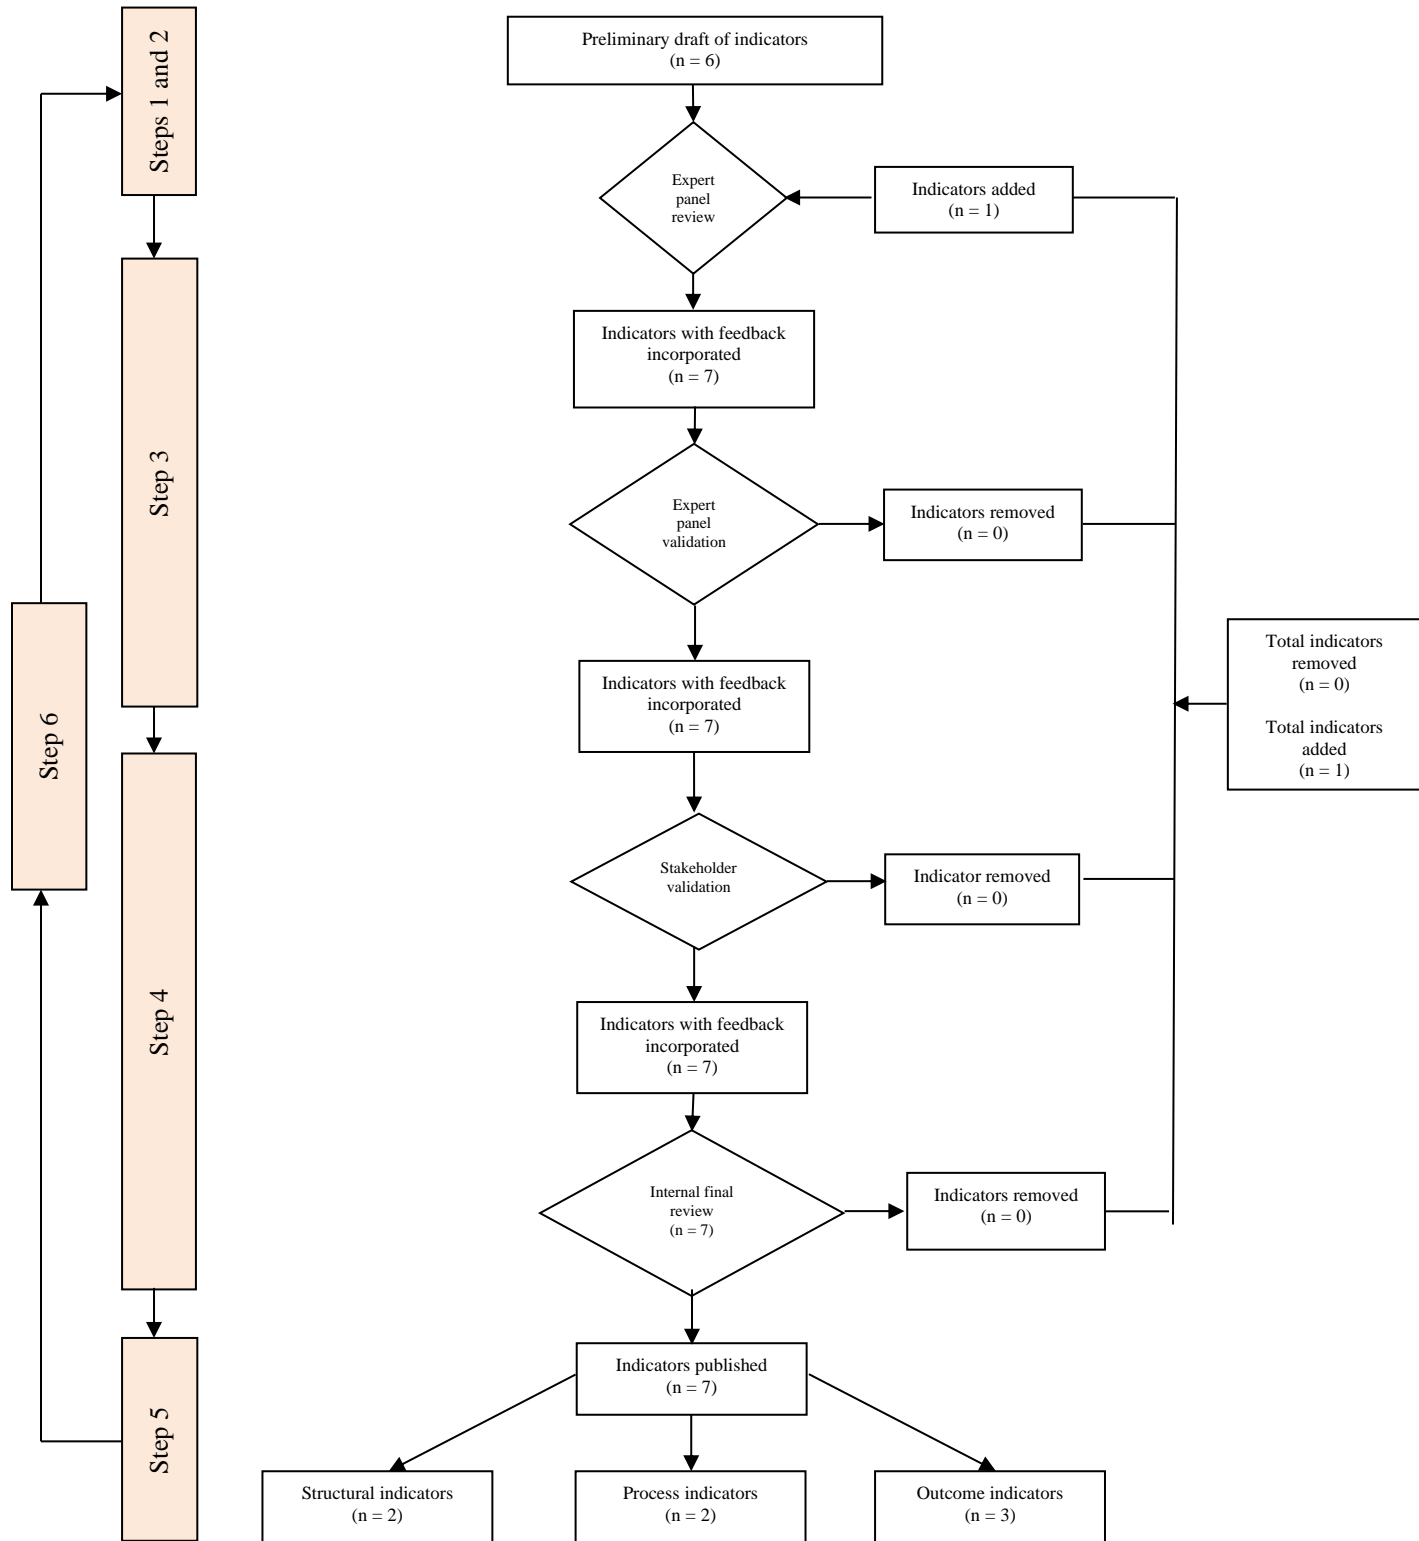 Steps 1 and 2
Preliminary draft of indicators
(n = 6)
Expert
panel
review
Indicators added
(n = 1)
Step 3
Indicators with feedback
incorporated
(n = 7)
Expert
panel
validation
Indicators removed
(n = 0)
Step 6
Indicators with feedback
incorporated
(n = 7)
Total indicators
removed
(n = 0)
Total indicators
added
(n = 1)
Step 4
Stakeholder
validation
Indicator removed
(n = 0)
Indicators with feedback
incorporated
(n = 7)
Internal final
review
(n = 7)
Indicators removed
(n = 0)
Step 5
Indicators published
(n = 7)
Structural indicators
(n = 2)
Process indicators
(n = 2)
Outcome indicators
(n = 3)